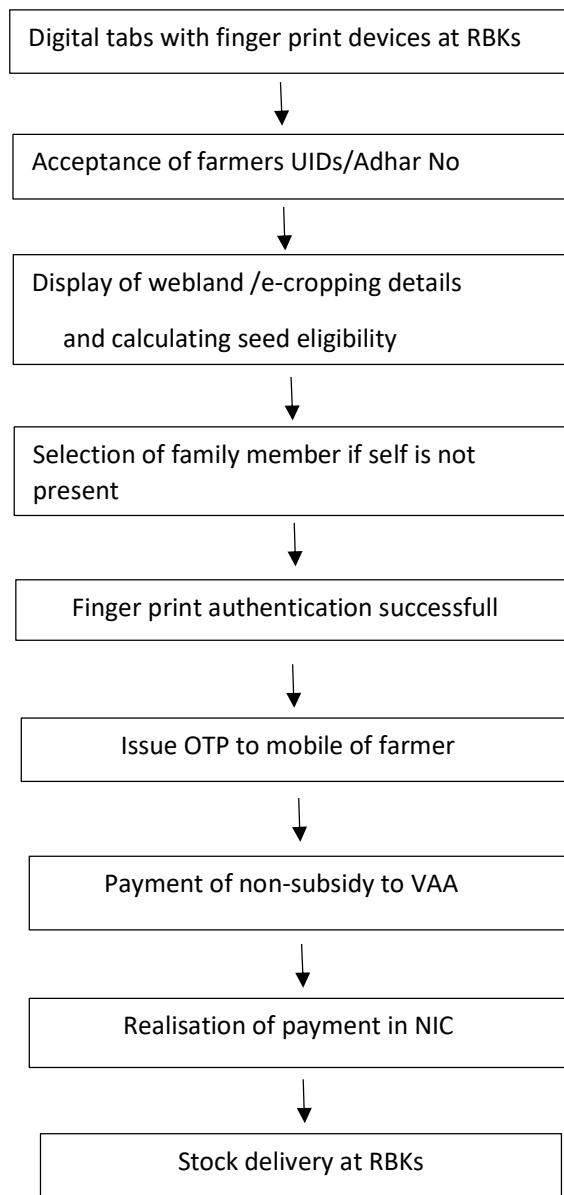 Digital tabs with finger print devices at RBKs
Acceptance of farmers UIDs/Adhar No
Display of webland /e-cropping details
and calculating seed eligibility
Selection of family member if self is not
present
Finger print authentication successfull
Issue OTP to mobile of farmer
Payment of non-subsidy to VAA
Realisation of payment in NIC
Stock delivery at RBKs